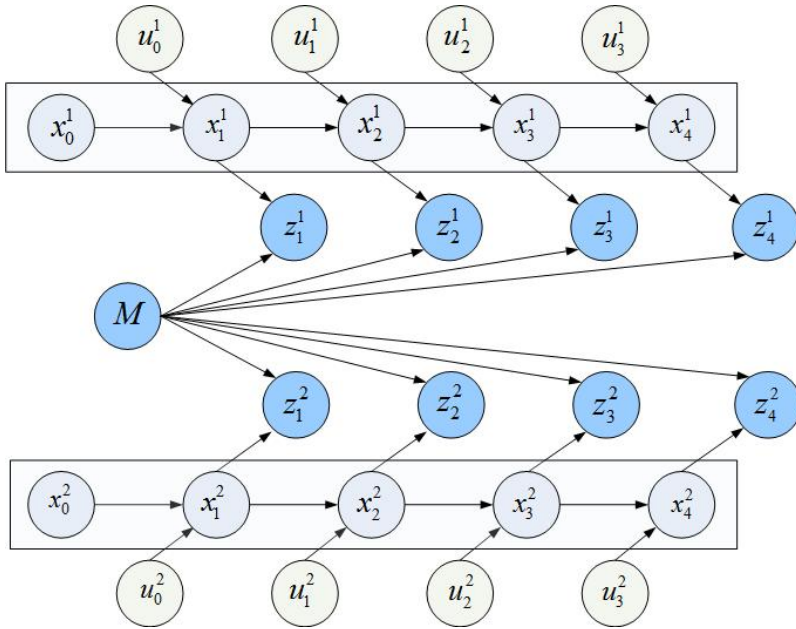 u_0^1 u_1^1 u_2^1 u_3^1
x_0^1 x_1^1 x_2^1 x_3^1 x_4^1
z_1^1 z_2^1 z_3^1 z_4^1
M
z_1^2 z_2^2 z_3^2 z_4^2
x_0^2 x_1^2 x_2^2 x_3^2 x_4^2
u_0^2 u_1^2 u_2^2 u_3^2